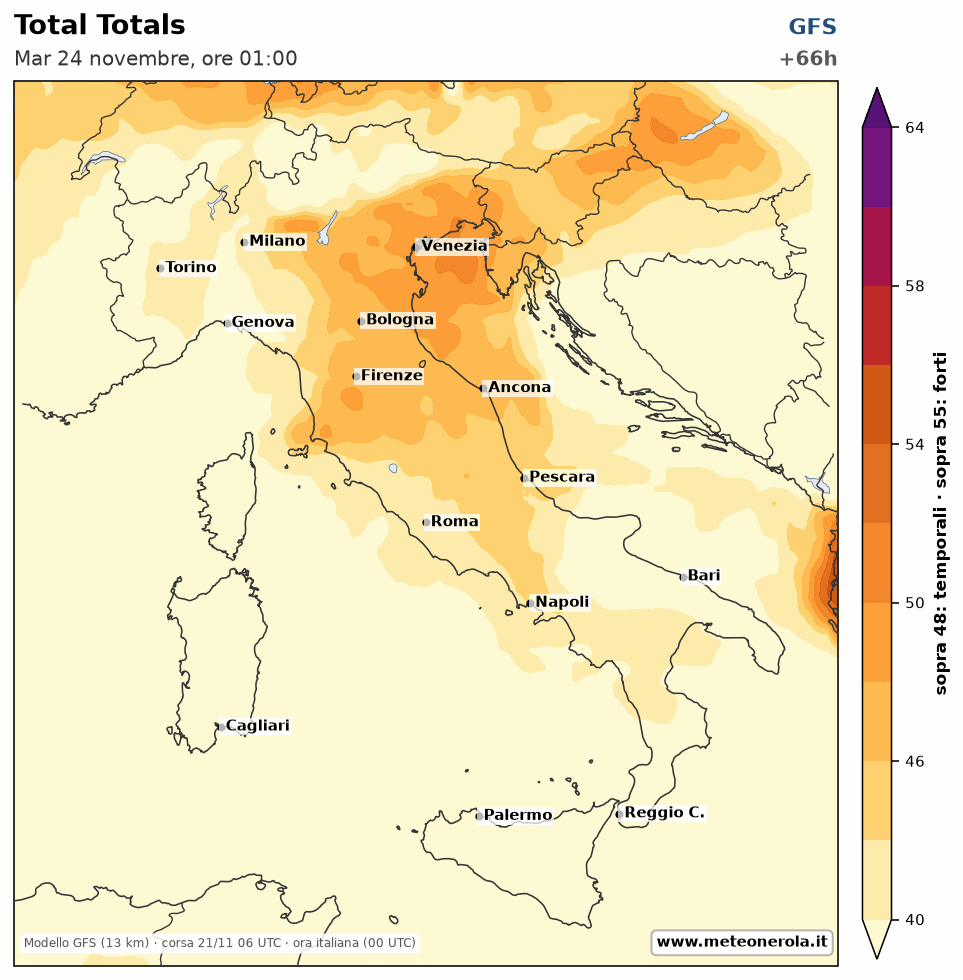 Total Totals
GFS
Mar 24 novembre, ore 01:00
+66h
64
58
54
50
46
40
sopra 48: temporali · sopra 55: forti
Milano
Venezia
Torino
Genova
Bologna
Firenze
Ancona
Pescara
Roma
Bari
Napoli
Cagliari
Palermo
Reggio C.
Modello GFS (13 km) · corsa 21/11 06 UTC · ora italiana (00 UTC)
www.meteonerola.it